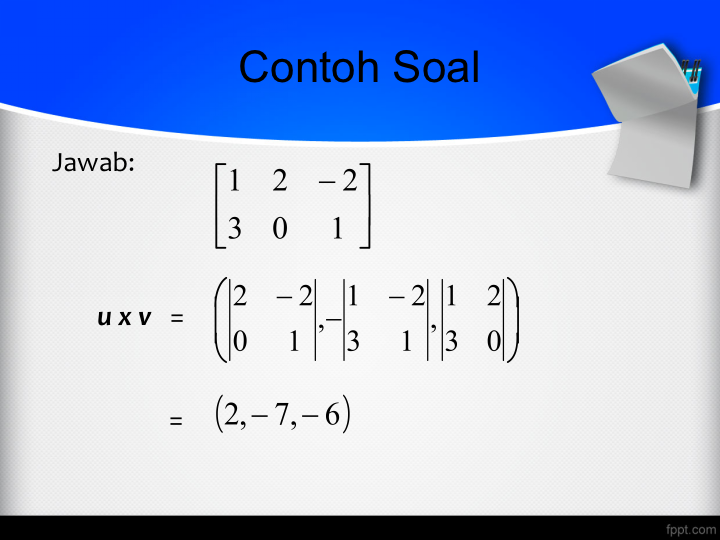 Contoh Soal
Jawab:
[1 2 − 2
3 0 1]
u x v = (|2 − 2
0 1|,−|1 − 2
3 1|,|1 2
3 0|)
= (2,− 7,− 6)
fppt.com